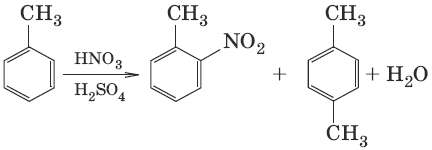 CH₃ CH₃ CH₃
HNO₃ NO₂
H₂SO₄ + + H₂O
CH₃